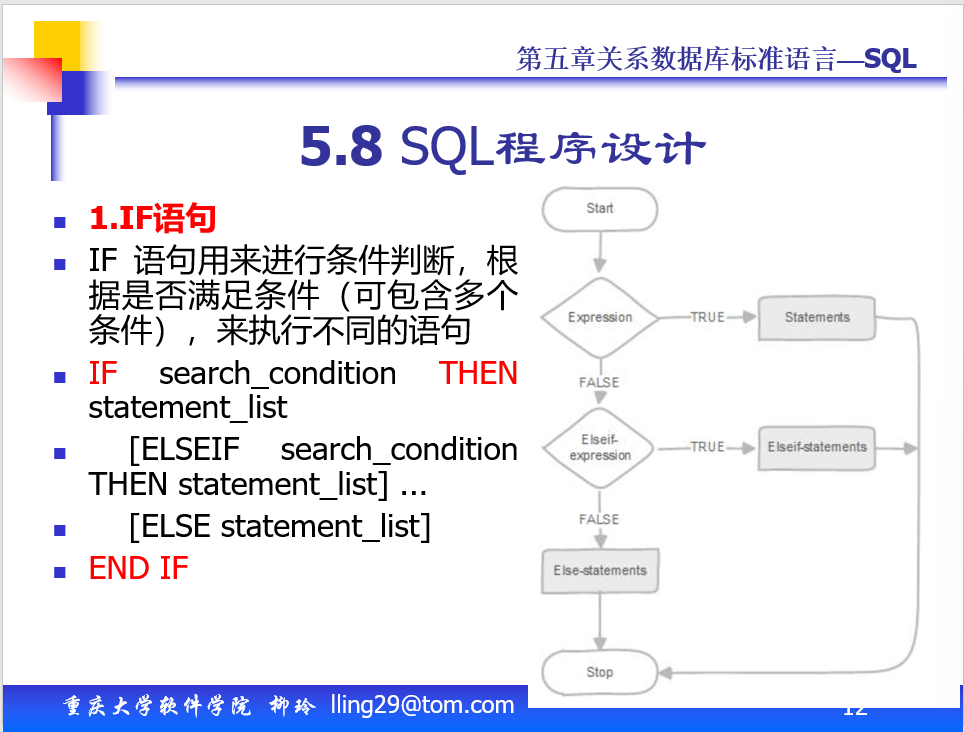 第五章关系数据库标准语言—SQL
5.8 SQL程序设计
1.IF语句
IF 语句用来进行条件判断，根
据是否满足条件（可包含多个
条件），来执行不同的语句
IF search_condition THEN
statement_list
[ELSEIF search_condition
THEN statement_list] ...
[ELSE statement_list]
END IF
Start
Expression
TRUE
Statements
FALSE
Elseif-
expression
TRUE
Elseif-statements
FALSE
Else-statements
Stop
重庆大学软件学院 柳玲 lling29@tom.com
12